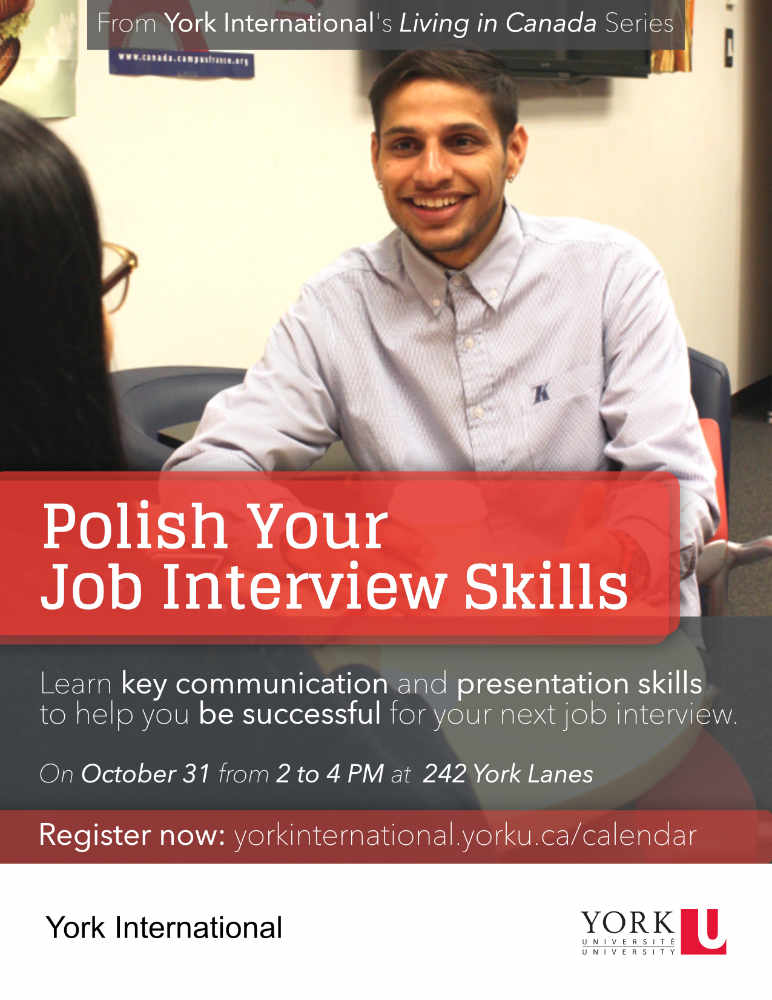 From York International's Living in Canada Series
www.canada.campusfrance.org
Polish Your
Job Interview Skills
Learn key communication and presentation skills
to help you be successful for your next job interview.
On October 31 from 2 to 4 PM at 242 York Lanes
Register now: yorkinternational.yorku.ca/calendar
York International
YORK U
UNIVERSITÉ
UNIVERSITY